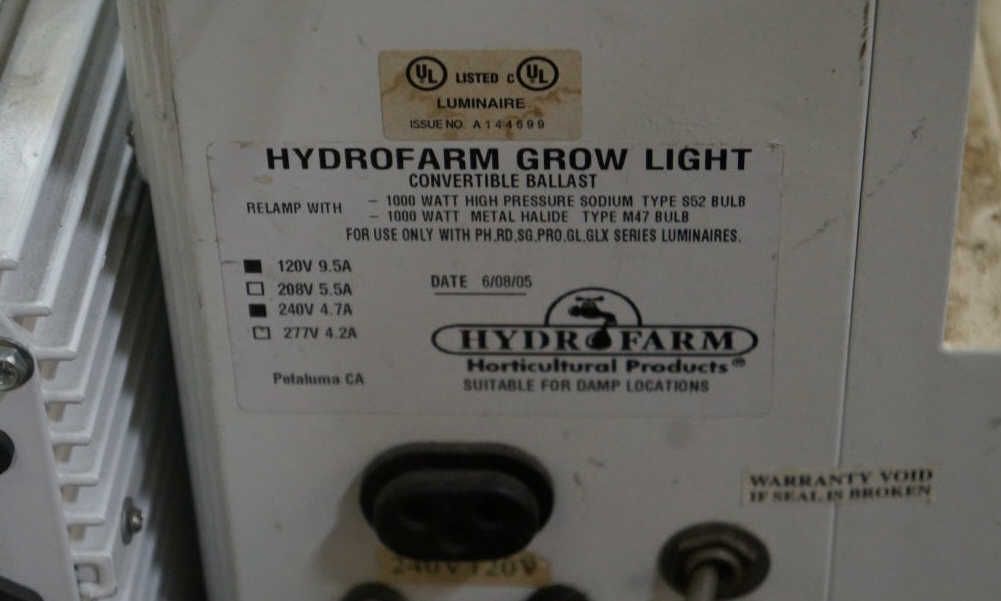 UL LISTED C UL
LUMINAIRE
ISSUE NO. A144699
HYDROFARM GROW LIGHT
CONVERTIBLE BALLAST
RELAMP WITH - 1000 WATT HIGH PRESSURE SODIUM TYPE S52 BULB
- 1000 WATT METAL HALIDE TYPE M47 BULB
FOR USE ONLY WITH PH,RD,SG,PRO,GL,GLX SERIES LUMINAIRES.
120V 9.5A
208V 5.5A
240V 4.7A
277V 4.2A
DATE 6/08/05
HYDROFARM
Horticultural Products®
Petaluma CA
SUITABLE FOR DAMP LOCATIONS
WARRANTY VOID
IF SEAL IS BROKEN
240V 120V